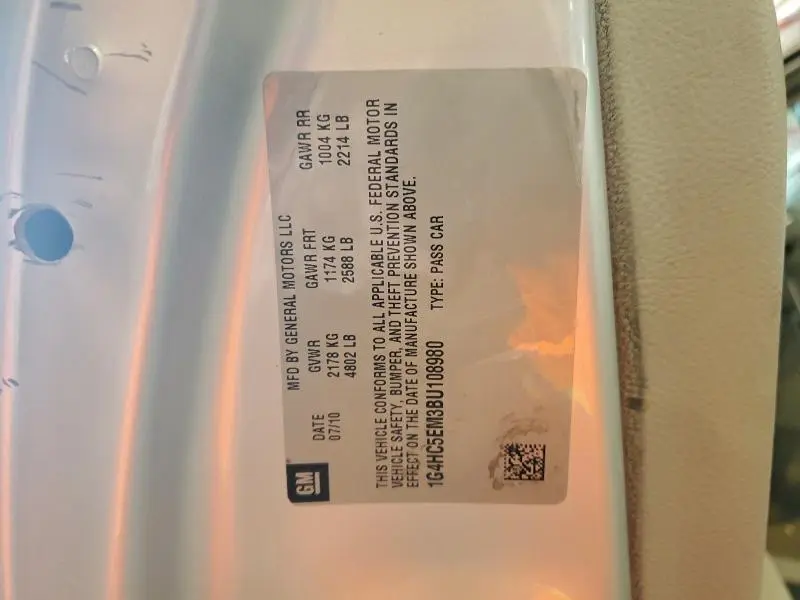 GM
MFD BY GENERAL MOTORS LLC
DATE GVWR GAWR FRT GAWR RR
07/10 2178 KG 1174 KG 1004 KG
4802 LB 2588 LB 2214 LB
THIS VEHICLE CONFORMS TO ALL APPLICABLE U.S. FEDERAL MOTOR
VEHICLE SAFETY, BUMPER, AND THEFT PREVENTION STANDARDS IN
EFFECT ON THE DATE OF MANUFACTURE SHOWN ABOVE.
1G4HC5EM3BU108980 TYPE: PASS CAR